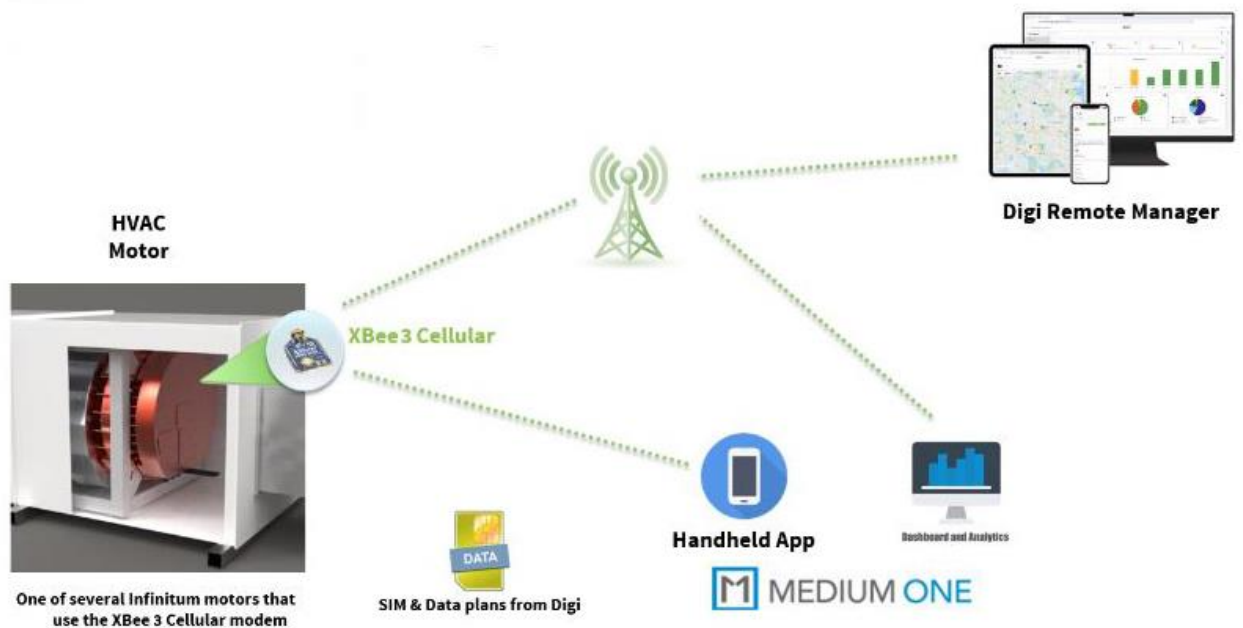 Digi Remote Manager
HVAC
Motor
XBee 3 Cellular
DATA
SIM & Data plans from Digi
Handheld App
Dashboard and Analytics
MEDIUM ONE
One of several Infinitum motors that
use the XBee 3 Cellular modem